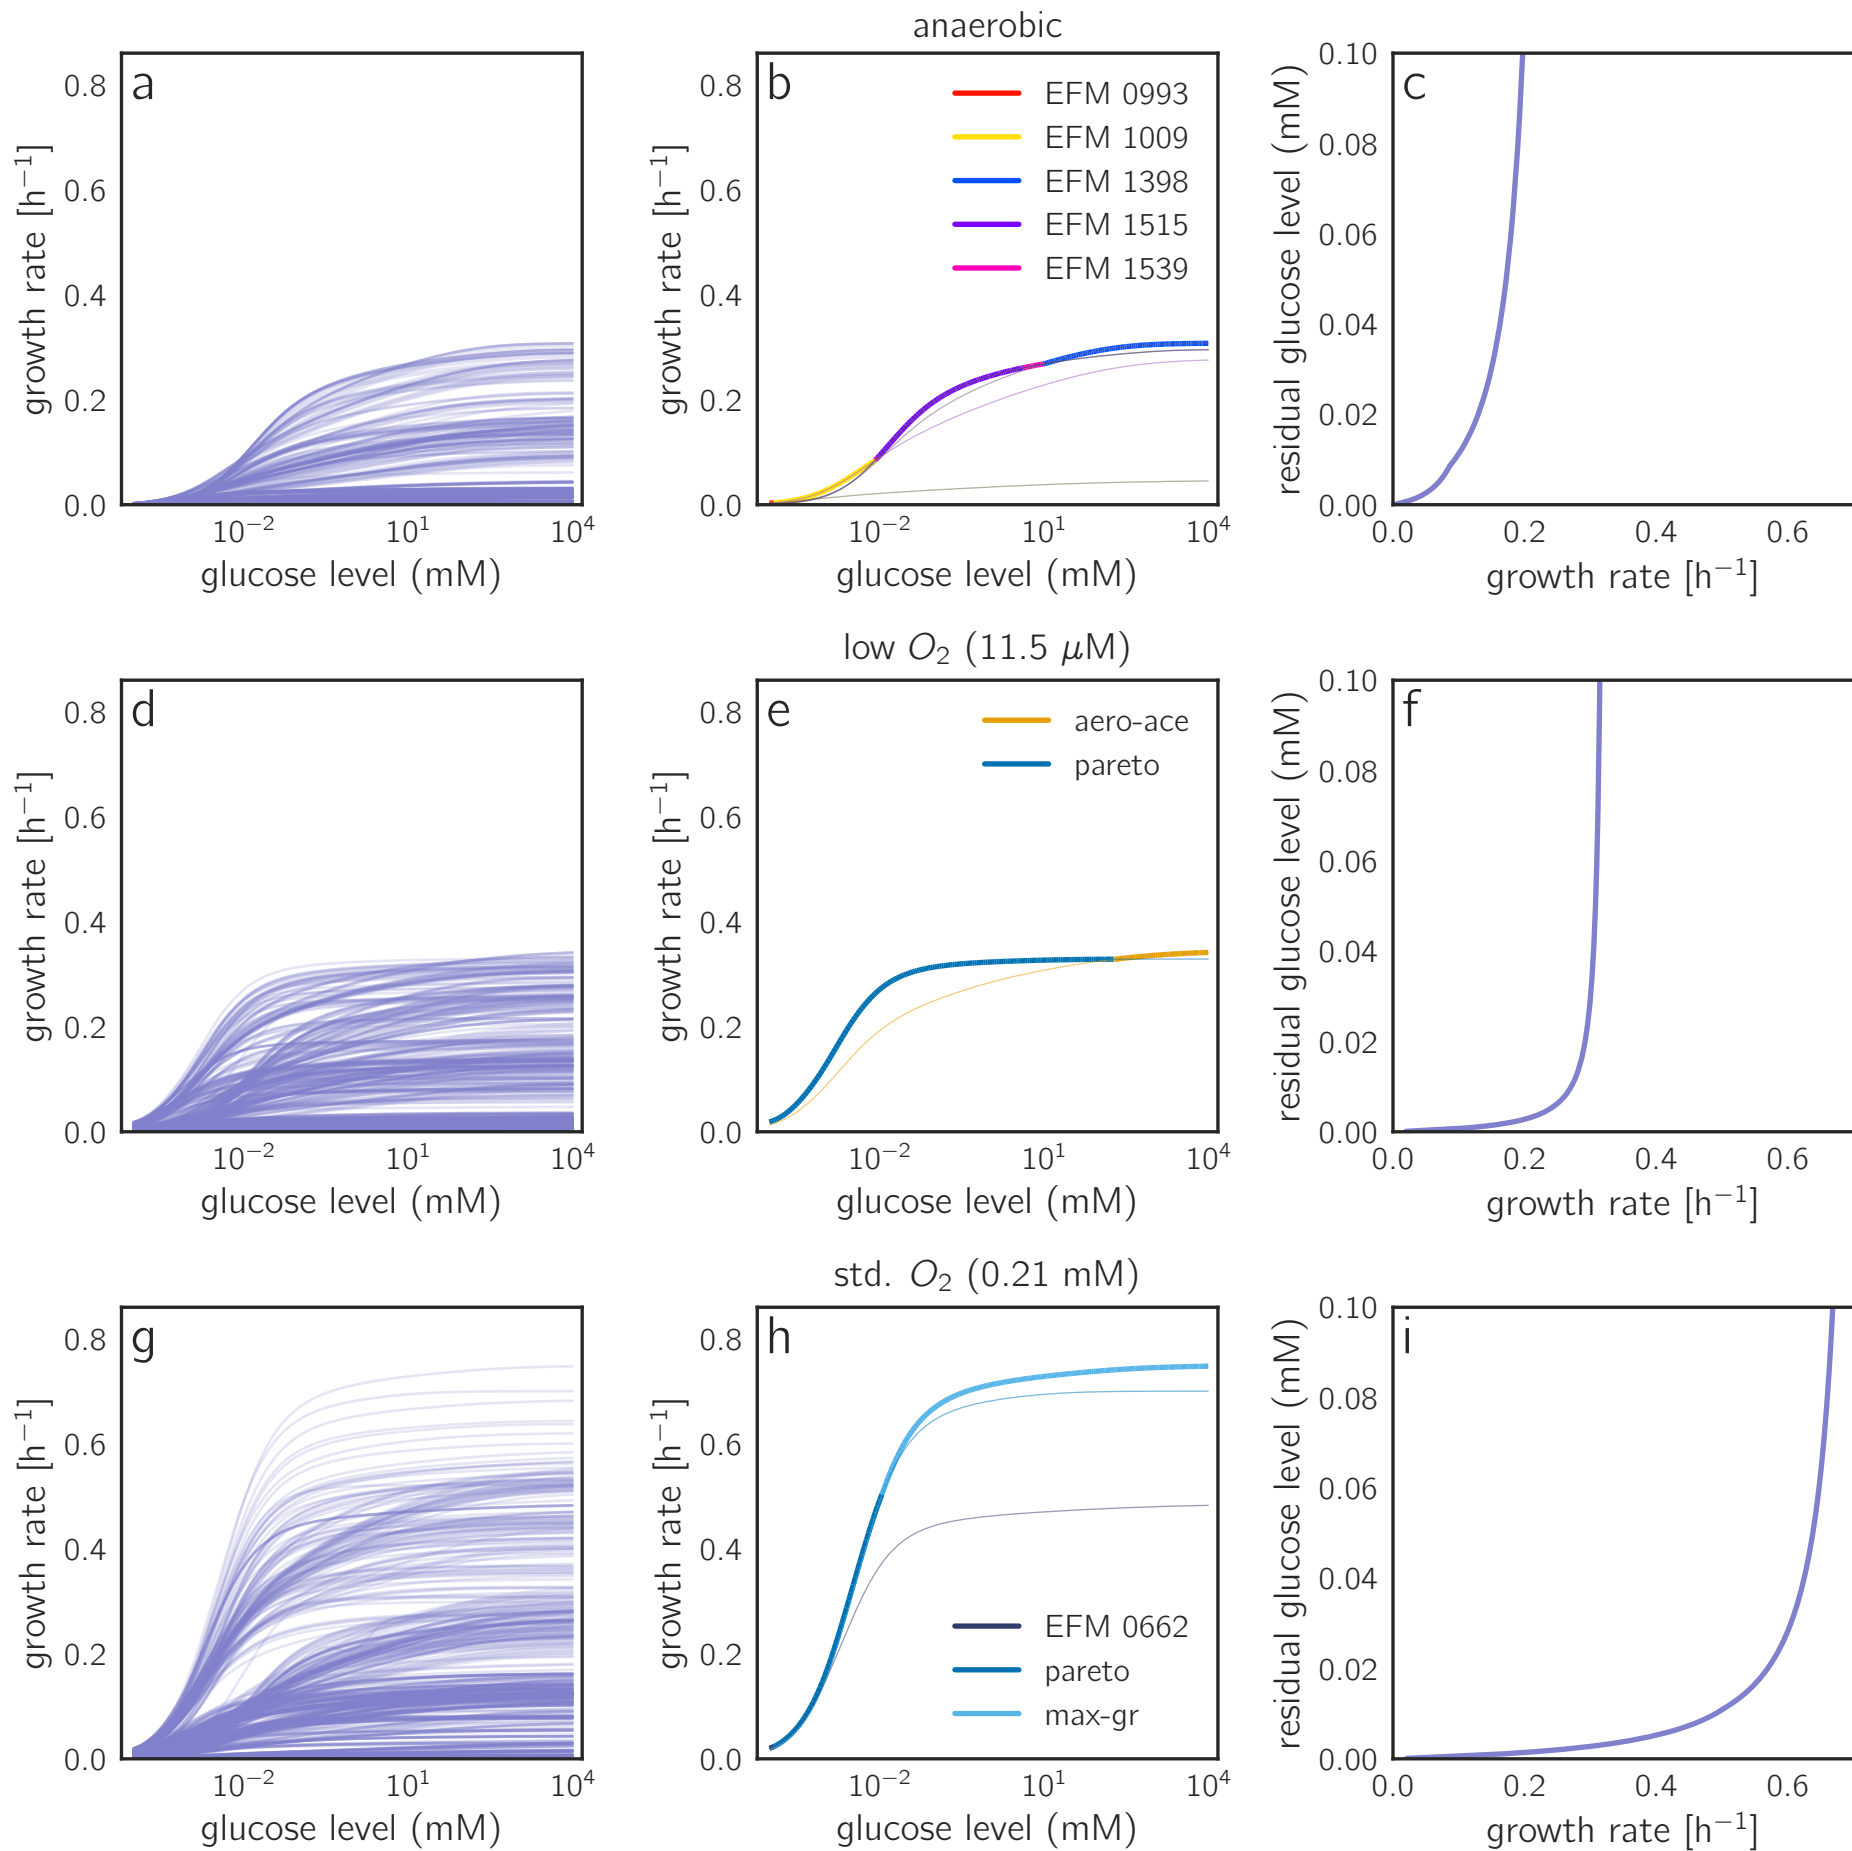 anaerobic
a
growth rate [h⁻¹]
0.8
0.6
0.4
0.2
0.0
10⁻² 10¹ 10⁴
glucose level (mM)
b
growth rate [h⁻¹]
0.8
0.6
0.4
0.2
0.0
EFM 0993
EFM 1009
EFM 1398
EFM 1515
EFM 1539
10⁻² 10¹ 10⁴
glucose level (mM)
c
residual glucose level (mM)
0.10
0.08
0.06
0.04
0.02
0.00
0.0 0.2 0.4 0.6
growth rate [h⁻¹]
low O₂ (11.5 μM)
d
growth rate [h⁻¹]
0.8
0.6
0.4
0.2
0.0
10⁻² 10¹ 10⁴
glucose level (mM)
e
growth rate [h⁻¹]
0.8
0.6
0.4
0.2
0.0
aero-ace
pareto
10⁻² 10¹ 10⁴
glucose level (mM)
f
residual glucose level (mM)
0.10
0.08
0.06
0.04
0.02
0.00
0.0 0.2 0.4 0.6
growth rate [h⁻¹]
std. O₂ (0.21 mM)
g
growth rate [h⁻¹]
0.8
0.6
0.4
0.2
0.0
10⁻² 10¹ 10⁴
glucose level (mM)
h
growth rate [h⁻¹]
0.8
0.6
0.4
0.2
0.0
EFM 0662
pareto
max-gr
10⁻² 10¹ 10⁴
glucose level (mM)
i
residual glucose level (mM)
0.10
0.08
0.06
0.04
0.02
0.00
0.0 0.2 0.4 0.6
growth rate [h⁻¹]